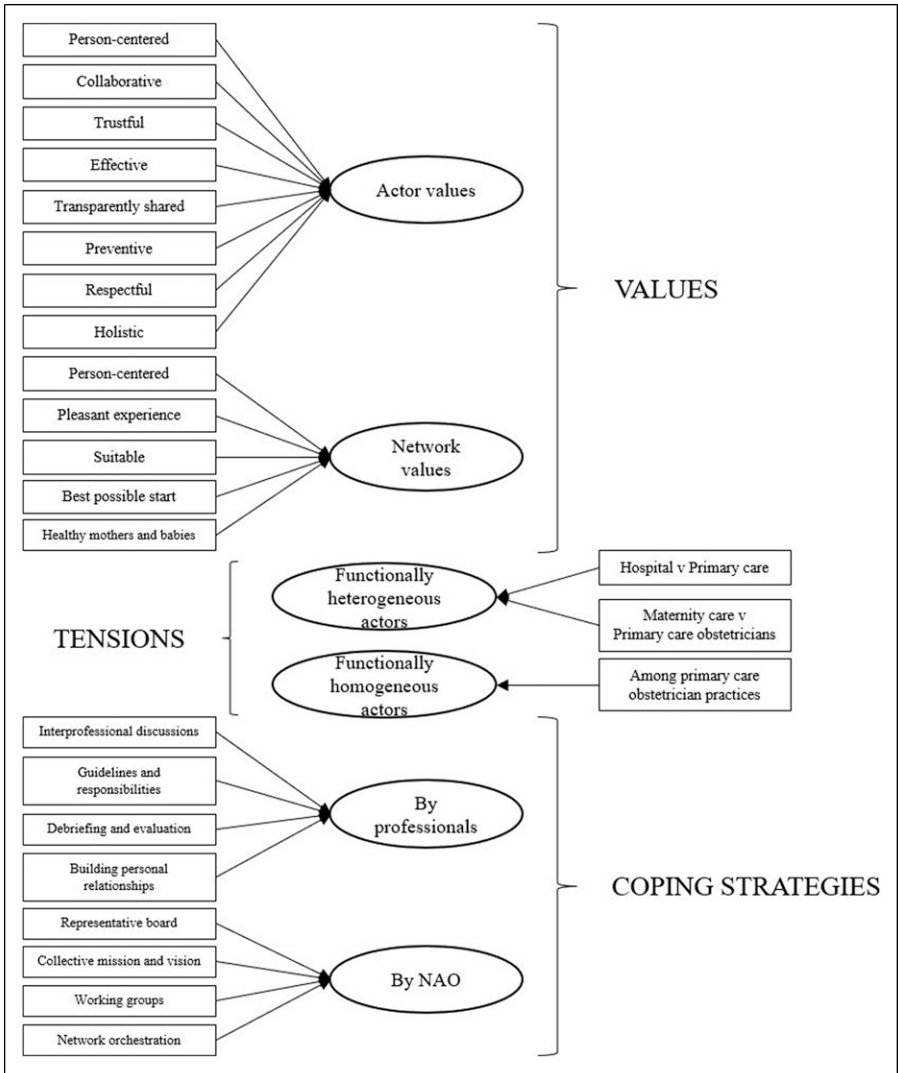 Person-centered
Collaborative
Trustful
Effective
Transparently shared
Preventive
Respectful
Holistic
Actor values
Person-centered
Pleasant experience
Suitable
Best possible start
Healthy mothers and babies
Network
values
VALUES
TENSIONS
Functionally
heterogeneous
actors
Hospital v Primary care
Maternity care v
Primary care obstetricians
Functionally
homogeneous
actors
Among primary care
obstetrician practices
Interprofessional discussions
Guidelines and
responsibilities
Debriefing and evaluation
Building personal
relationships
By
professionals
Representative board
Collective mission and vision
Working groups
Network orchestration
By NAO
COPING STRATEGIES